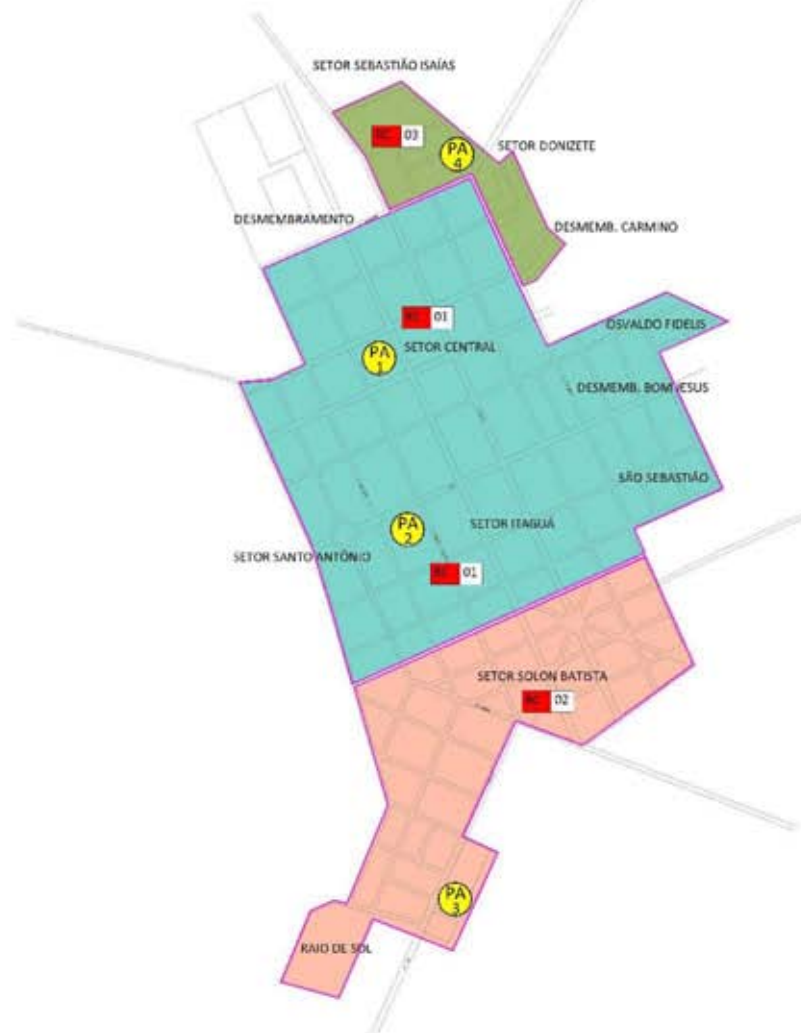 SETOR SEBASTIÃO ISAÍAS
03
PA
4
SETOR DONIZETE
DESMEMBRAMENTO
DESMEMB. CARMINO
01
SETOR CENTRAL
OSVALDO FIDELIS
PA
1
DESMEMB. BOM JESUS
SÃO SEBASTIÃO
PA
2
SETOR ITAGUÁ
SETOR SANTO ANTÔNIO
01
SETOR SOLON BATISTA
02
PA
3
RAIO DE SOL